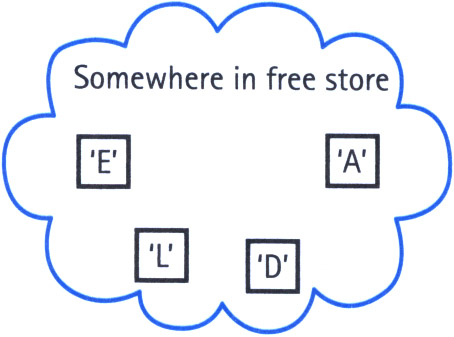 Somewhere in free store
'E' 'A'
'L' 'D'